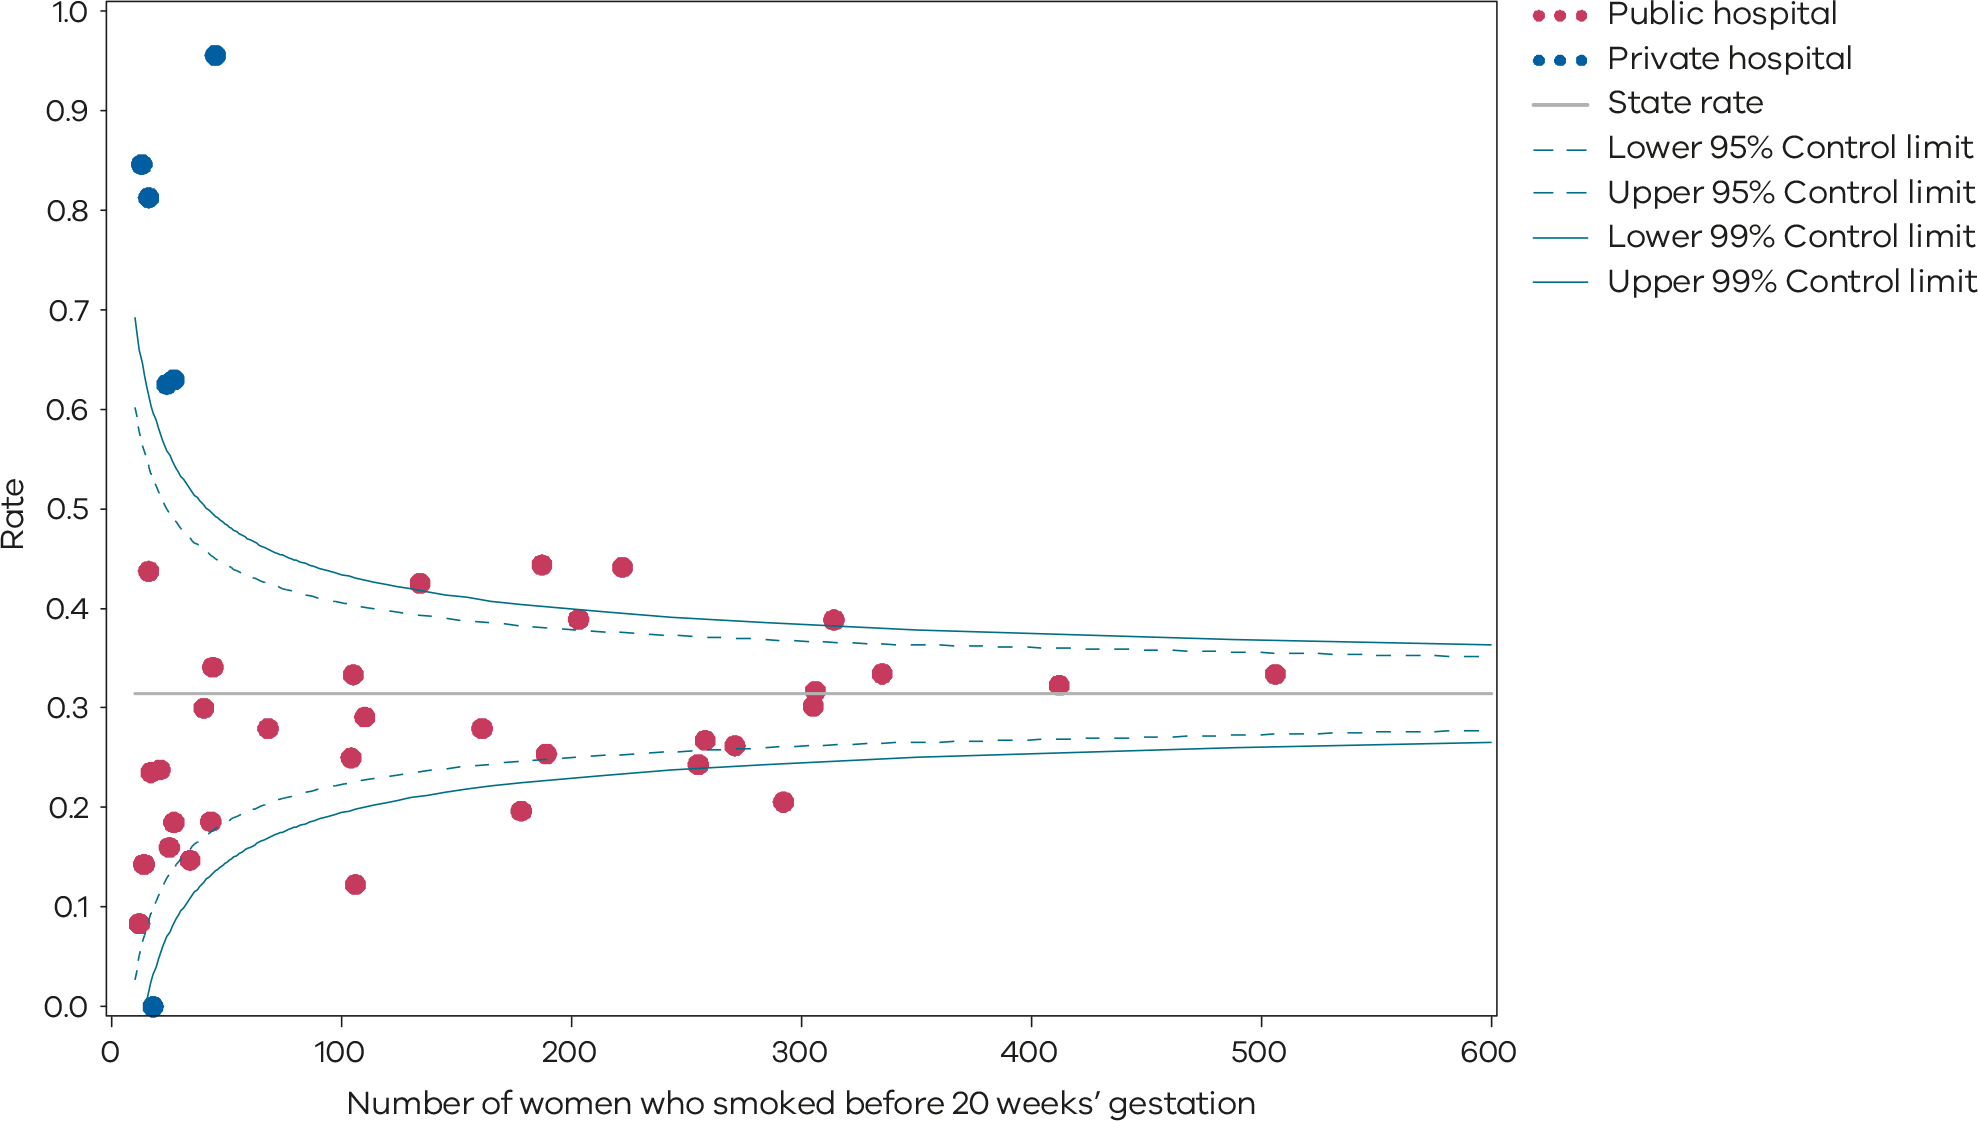 1.0
0.9
0.8
0.7
0.6
0.5
0.4
0.3
0.2
0.1
0.0
Rate
0 100 200 300 400 500 600
Number of women who smoked before 20 weeks’ gestation
Public hospital
Private hospital
State rate
Lower 95% Control limit
Upper 95% Control limit
Lower 99% Control limit
Upper 99% Control limit